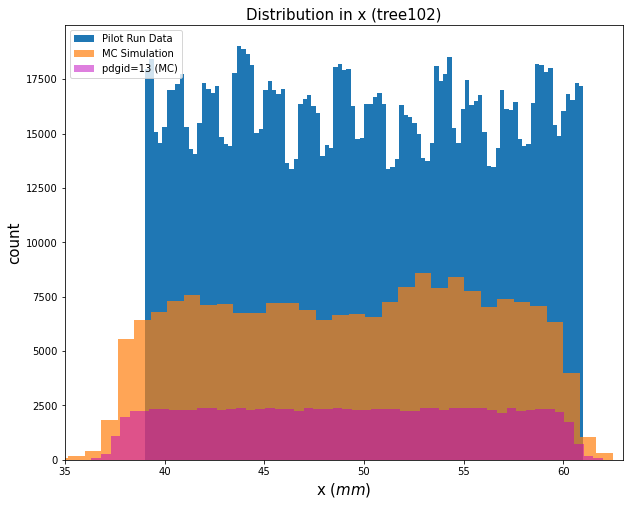 Distribution in x (tree102)
Pilot Run Data
MC Simulation
pdgid=13 (MC)
count
17500
15000
12500
10000
7500
5000
2500
0
35
40
45
50
55
60
x (mm)